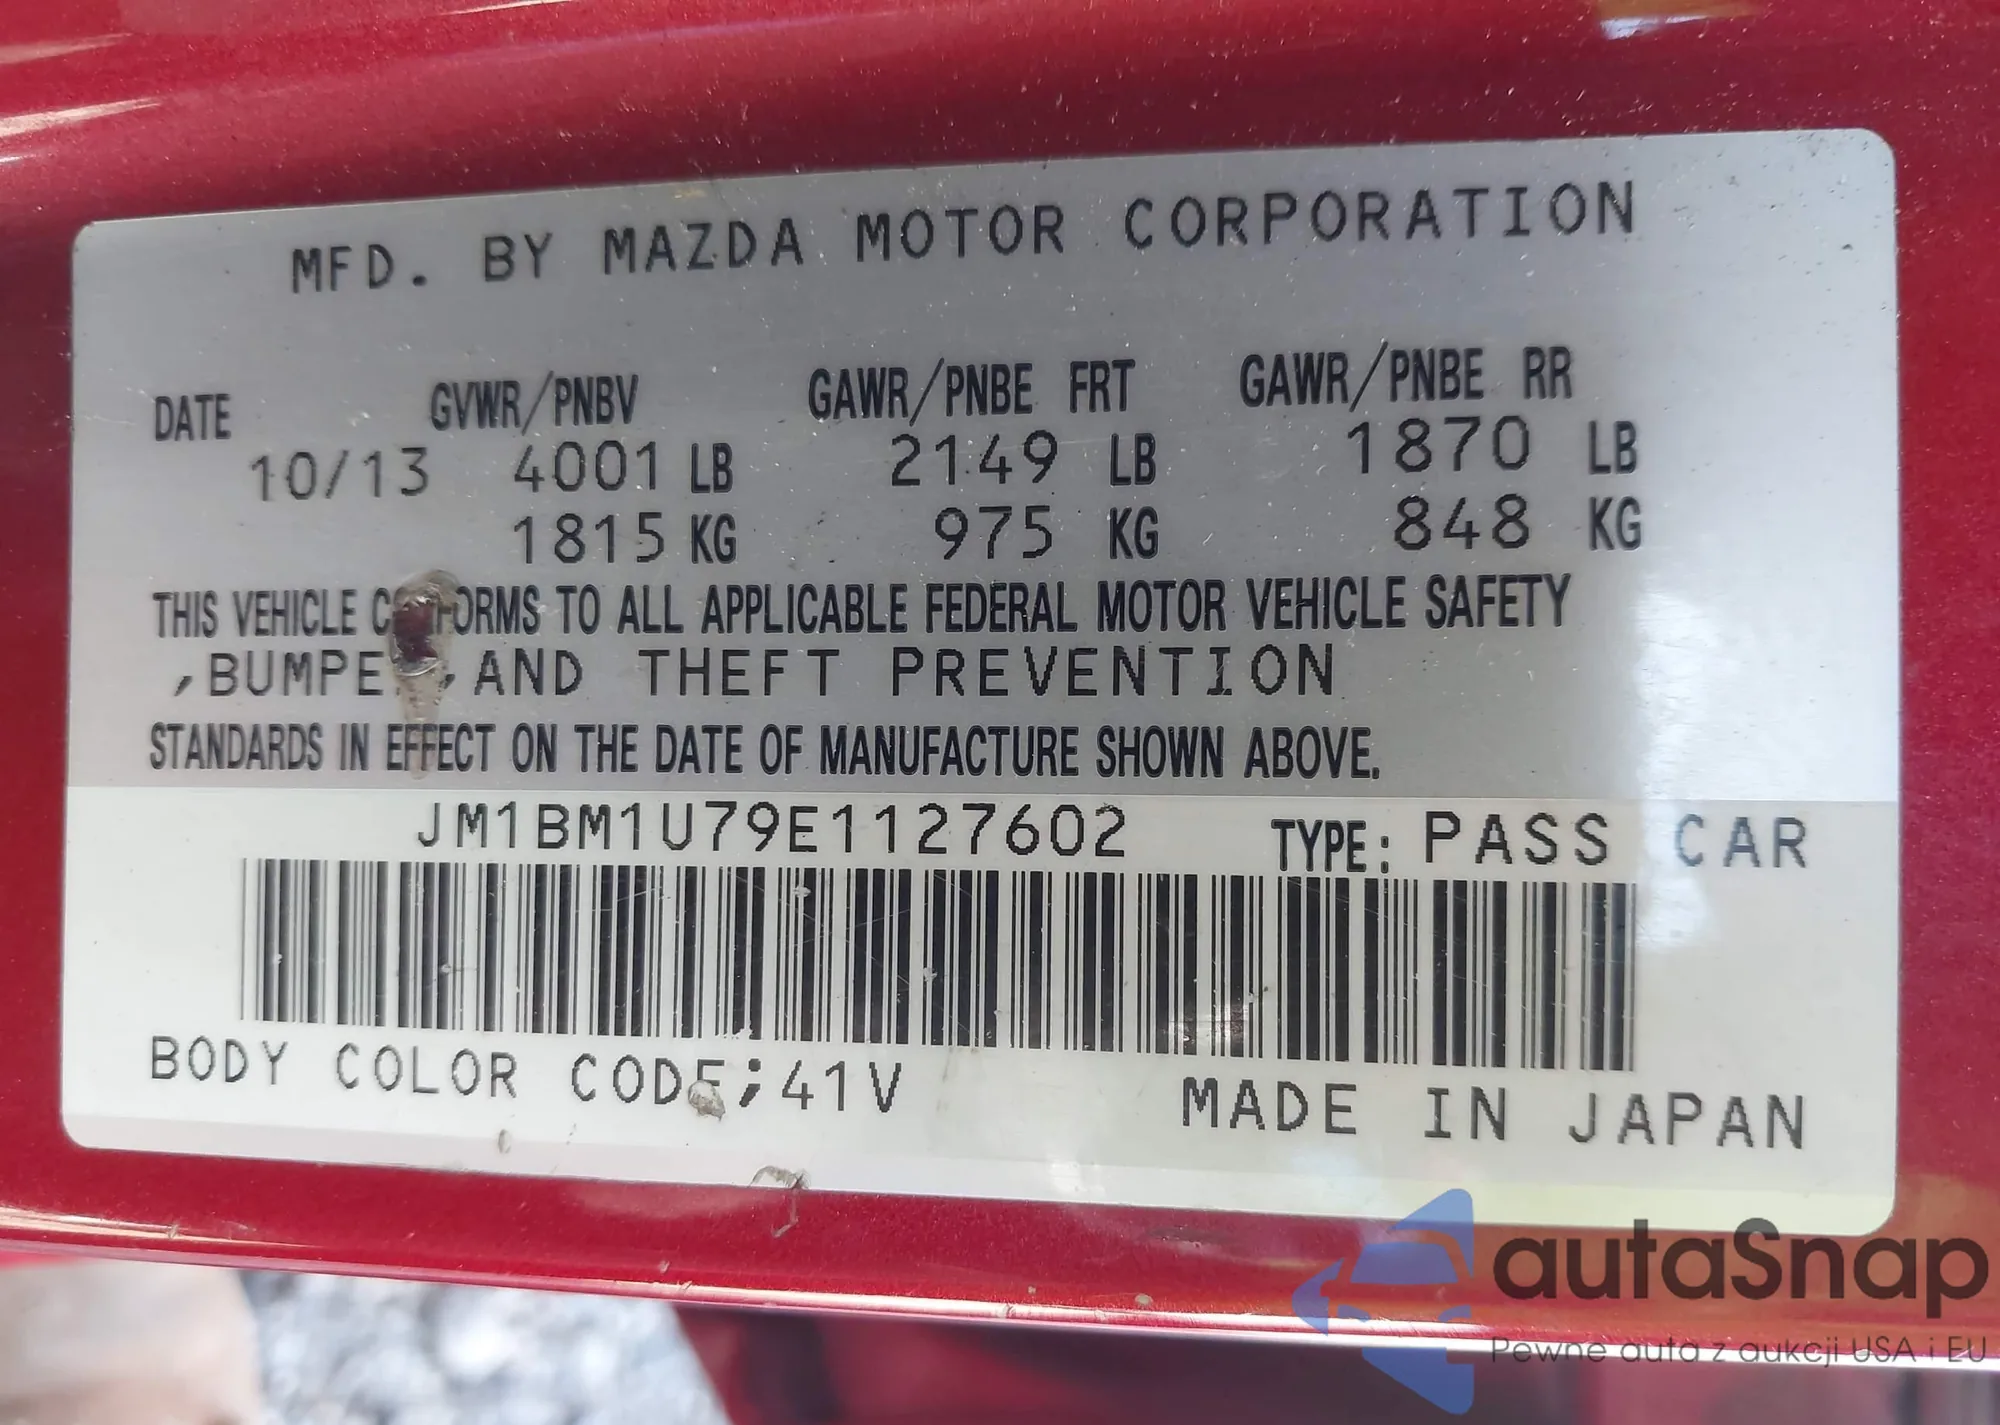 MFD. BY MAZDA MOTOR CORPORATION
DATE GVWR/PNBV GAWR/PNBE FRT GAWR/PNBE RR
10/13 4001 LB 2149 LB 1870 LB
1815 KG 975 KG 848 KG
THIS VEHICLE TO ALL APPLICABLE FEDERAL MOTOR VEHICLE SAFETY
, AND THEFT PREVENTION
STANDARDS IN EFFECT ON THE DATE OF MANUFACTURE SHOWN ABOVE.
JM1BM1U79E1127602 TYPE: PASS CAR
BODY COLOR CODE;41V
MADE IN JAPAN
autaSnap
Pewne auta z aukcji USA i EU